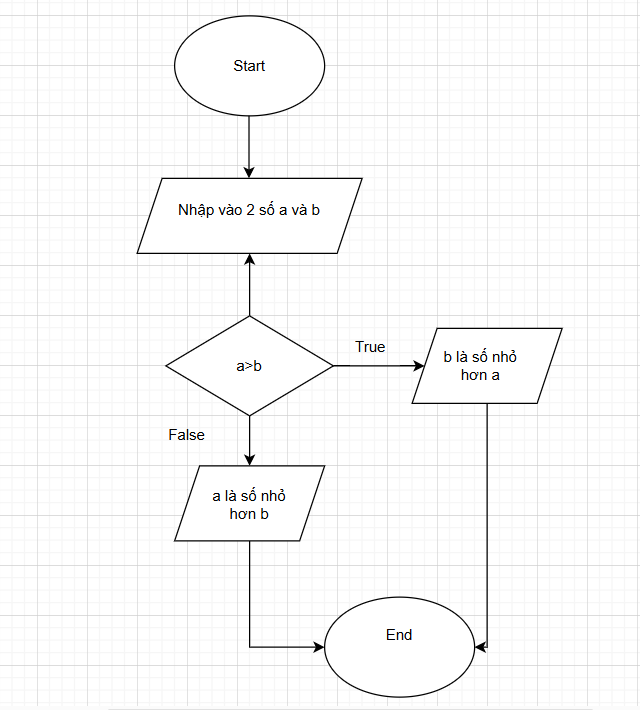 Start
Nhập vào 2 số a và b
a>b
True
b là số nhỏ
hơn a
False
a là số nhỏ
hơn b
End